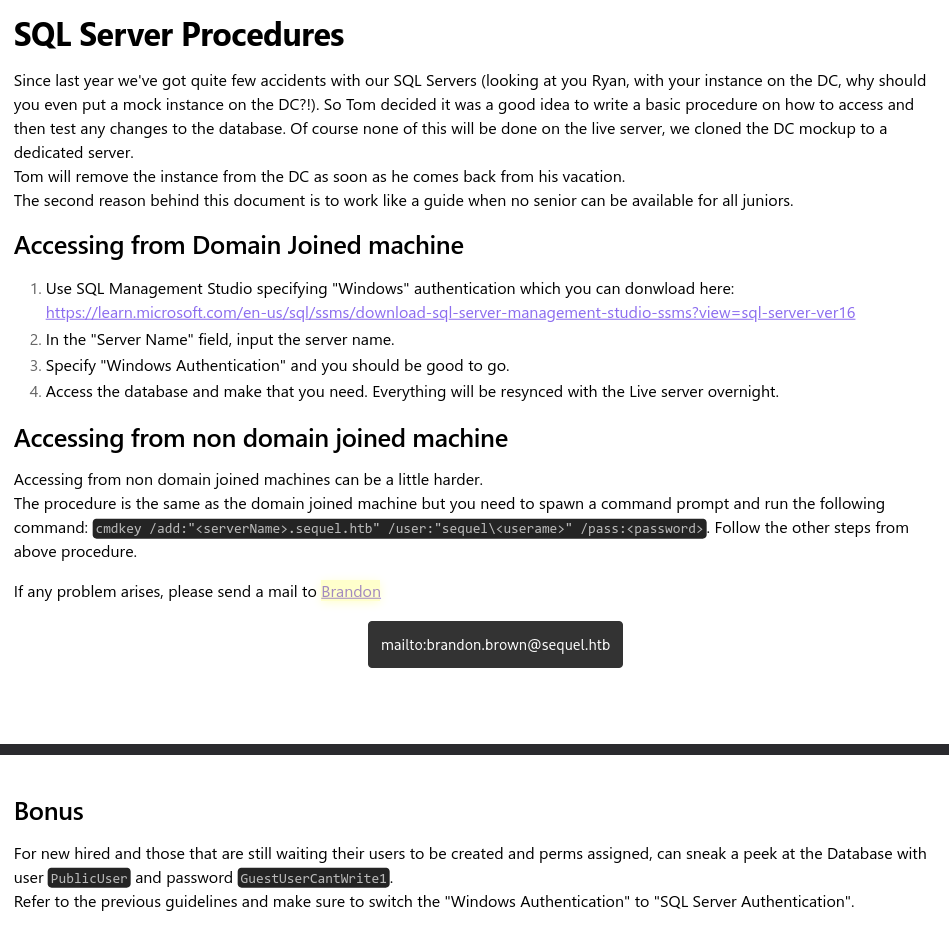 SQL Server Procedures
Since last year we've got quite few accidents with our SQL Servers (looking at you Ryan, with your instance on the DC, why should
you even put a mock instance on the DC?!). So Tom decided it was a good idea to write a basic procedure on how to access and
then test any changes to the database. Of course none of this will be done on the live server, we cloned the DC mockup to a
dedicated server.
Tom will remove the instance from the DC as soon as he comes back from his vacation.
The second reason behind this document is to work like a guide when no senior can be available for all juniors.
Accessing from Domain Joined machine
1. Use SQL Management Studio specifying "Windows" authentication which you can donwload here:
https://learn.microsoft.com/en-us/sql/ssms/download-sql-server-management-studio-ssms?view=sql-server-ver16
2. In the "Server Name" field, input the server name.
3. Specify "Windows Authentication" and you should be good to go.
4. Access the database and make that you need. Everything will be resynced with the Live server overnight.
Accessing from non domain joined machine
Accessing from non domain joined machines can be a little harder.
The procedure is the same as the domain joined machine but you need to spawn a command prompt and run the following
command: cmdkey /add:"<serverName>.sequel.htb" /user:"sequel\<userame>" /pass:<password>. Follow the other steps from
above procedure.
If any problem arises, please send a mail to Brandon
mailto:brandon.brown@sequel.htb
Bonus
For new hired and those that are still waiting their users to be created and perms assigned, can sneak a peek at the Database with
user PublicUser and password GuestUserCantWrite1.
Refer to the previous guidelines and make sure to switch the "Windows Authentication" to "SQL Server Authentication".